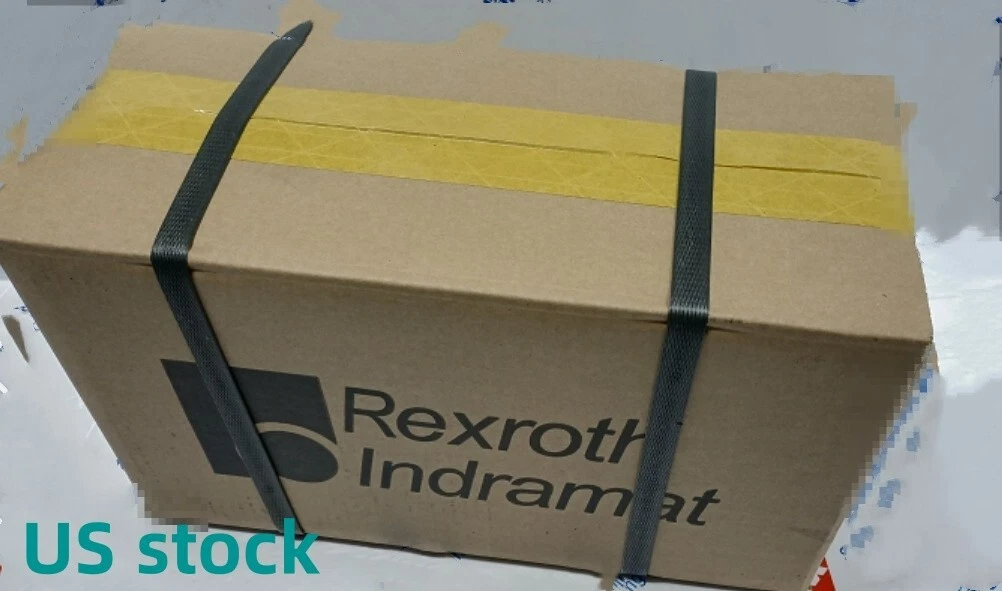 Rexroth
Indramat
US stock